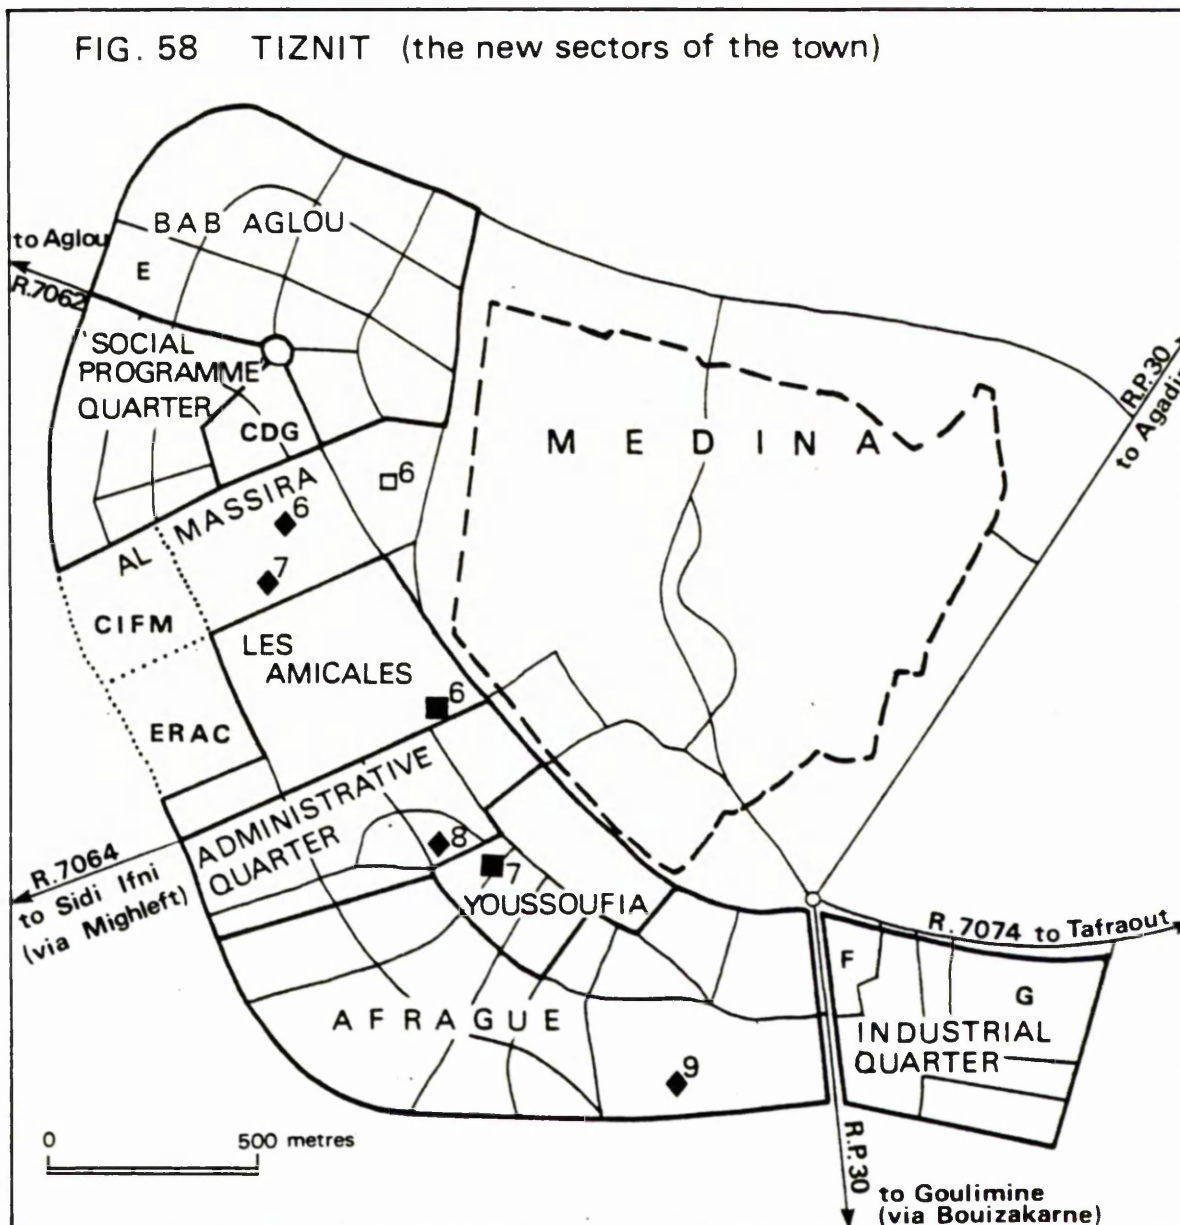 FIG. 58 TIZNIT (the new sectors of the town)
BAB AGLOU
to Aglou
E
R.7062
'SOCIAL
PROGRAMME'
QUARTER
CDG
R.P.30
to Agadir
MEDINA
6
AL MASSIRA
6
7
CIFM
LES
AMICALES
6
ERAC
ADMINISTRATIVE
QUARTER
8
7
R.7064
to Sidi Ifni
(via Mighleft)
YOUSSOUFIA
R.7074 to Tafraout
F
G
AFRAGUE
INDUSTRIAL
QUARTER
9
0 500 metres
R.P.30
to Goulimine
(via Bouizakarne)